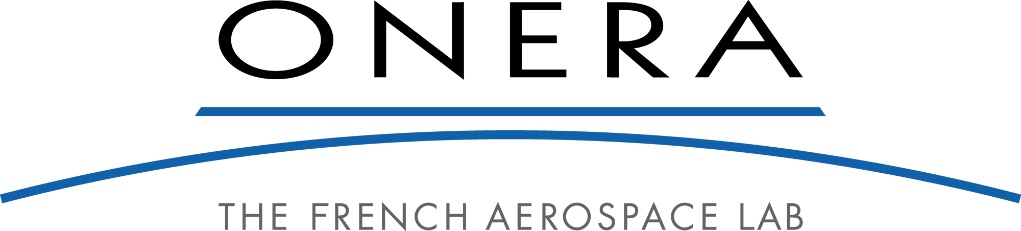 ONERA
THE FRENCH AEROSPACE LAB